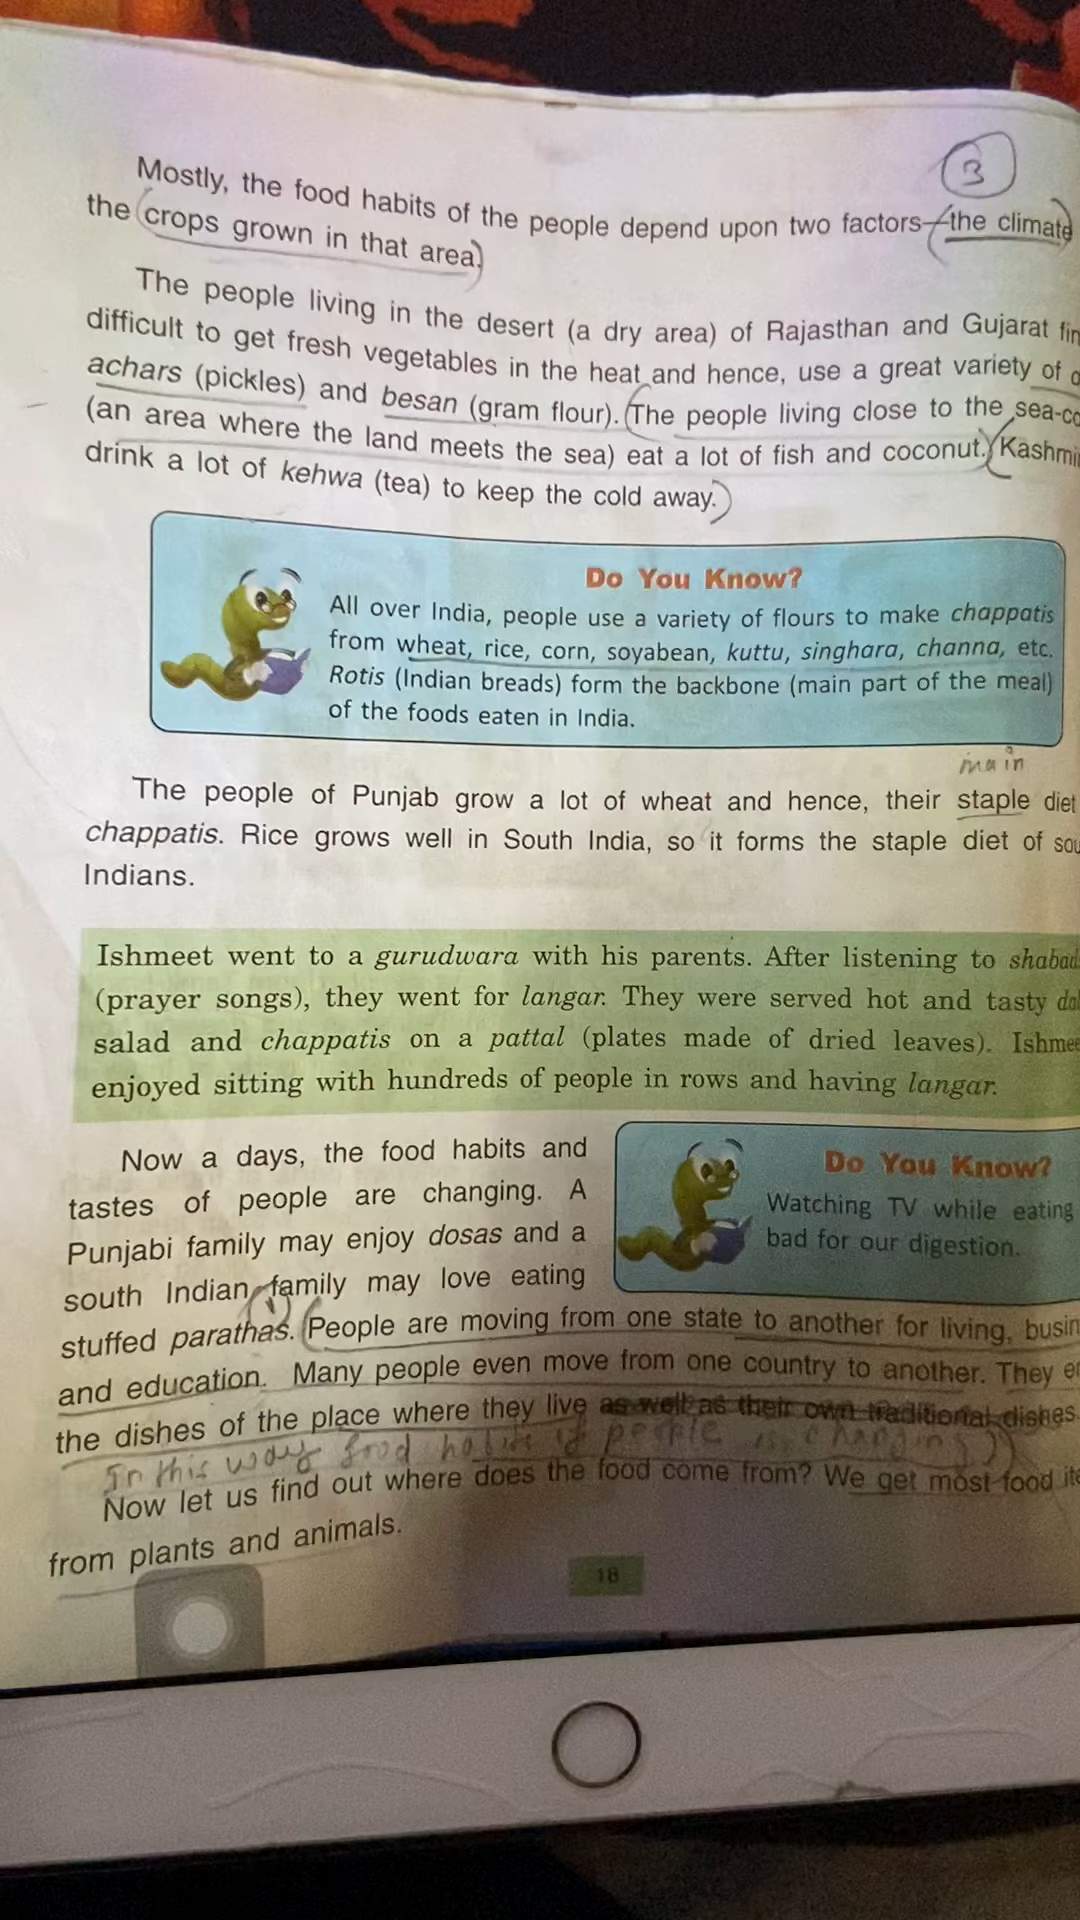 3
Mostly, the food habits of the people depend upon two factors—the climate
the crops grown in that area.
The people living in the desert (a dry area) of Rajasthan and Gujarat
difficult to get fresh vegetables in the heat and hence, use a great variety of
achars (pickles) and besan (gram flour). The people living close to the
(an area where the land meets the sea) eat a lot of fish and coconut.
drink a lot of kehwa (tea) to keep the cold away.
Do You Know?
All over India, people use a variety of flours to make chappatis
from wheat, rice, corn, soyabean, kuttu, singhara, channa, etc.
Rotis (Indian breads) form the backbone (main part of the meal)
of the foods eaten in India.
main
The people of Punjab grow a lot of wheat and hence, their staple diet
chappatis. Rice grows well in South India, so it forms the staple diet of
Indians.
Ishmeet went to a gurudwara with his parents. After listening to
(prayer songs), they went for langar. They were served hot and tasty
salad and chappatis on a pattal (plates made of dried leaves).
enjoyed sitting with hundreds of people in rows and having langar.
Now a days, the food habits and
tastes of people are changing. A
Punjabi family may enjoy dosas and a
south Indian family may love eating
stuffed parathas. People are moving from one state to another for living,
and education. Many people even move from one country to another. They
the dishes of the place where they live as well as their own traditional dishes
In this way food habits of people is changing
Now let us find out where does the food come from? We get most food
from plants and animals.
Do You Know?
Watching TV while eating
bad for our digestion.
18